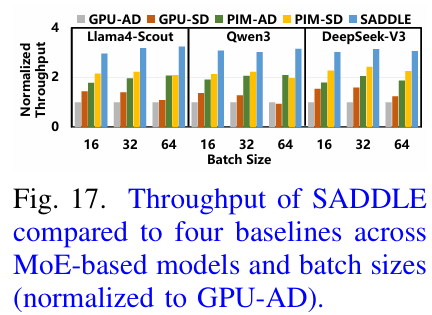 GPU-AD GPU-SD PIM-AD PIM-SD SADDLE
Normalized
Throughput
4
2
0
Llama4-Scout Qwen3 DeepSeek-V3
16 32 64 16 32 64 16 32 64
Batch Size
Fig. 17. Throughput of SADDLE
compared to four baselines across
MoE-based models and batch sizes
(normalized to GPU-AD).